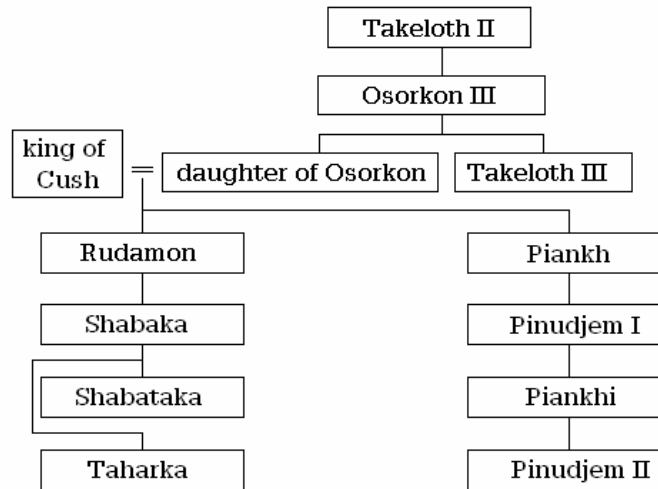 Takeloth II
Osorkon III
king of
Cush
daughter of Osorkon
Takeloth III
Rudamon
Piankh
Shabaka
Pinudjem I
Shabataka
Piankhi
Taharka
Pinudjem II